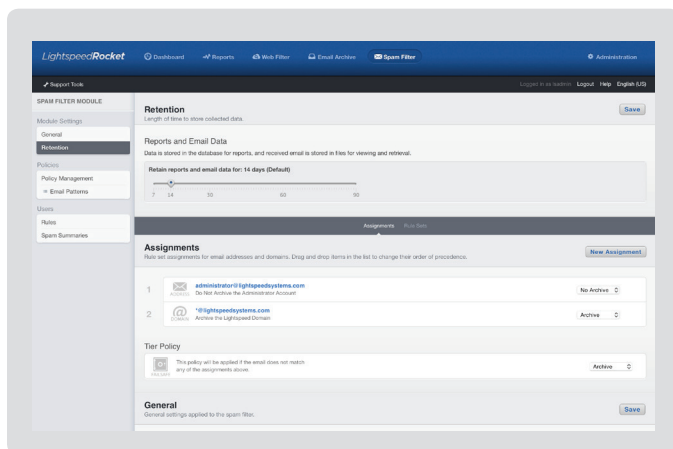 LightspeedRocket Dashboard Reports Web Filter Email Archive Spam Filter Administration
Support Tools Logged in as ladmin Logout Help English (US)
SPAM FILTER MODULE
Module Settings
General
Retention
Policies
Policy Management
Email Patterns
Users
Rules
Spam Summaries
Retention
Length of time to store collected data.
Save
Reports and Email Data
Data is stored in the database for reports, and received email is stored in files for viewing and retrieval.
Retain reports and email data for: 14 days (Default)
7 14 30 60 90
Assignments Rule Sets
Assignments
Rule set assignments for email addresses and domains. Drag and drop items in the list to change their order of precedence.
New Assignment
1 ADDRESS administrator@lightspeedsystems.com
Do Not Archive the Administrator Account
No Archive
2 DOMAIN *@lightspeedsystems.com
Archive the Lightspeed Domain
Archive
Tier Policy
This policy will be applied if the email does not match
any of the assignments above.
Archive
General
General settings applied to the spam filter.
Save